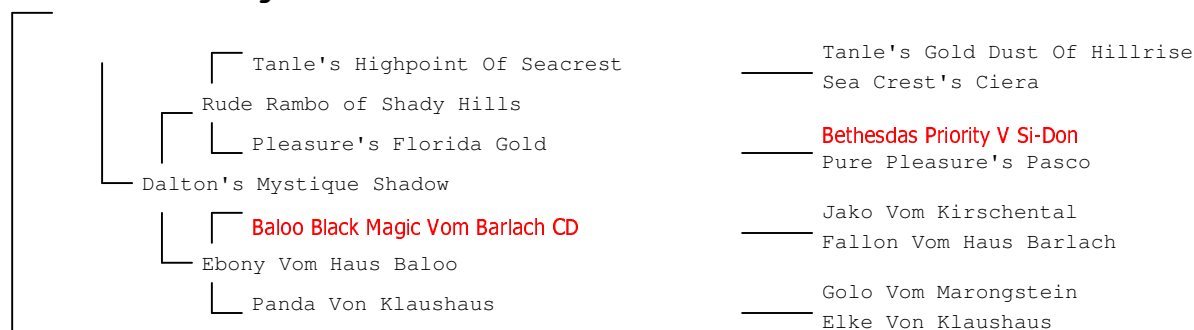 Tanle's Gold Dust Of Hillrise
Tanle's Highpoint Of Seacrest
Sea Crest's Ciera
Rude Rambo of Shady Hills
Bethesdas Priority V Si-Don
Pleasure's Florida Gold
Pure Pleasure's Pasco
Dalton's Mystique Shadow
Jako Vom Kirschental
Baloo Black Magic Vom Barlach CD
Fallon Vom Haus Barlach
Ebony Vom Haus Baloo
Golo Vom Marongstein
Panda Von Klaushaus
Elke Von Klaushaus